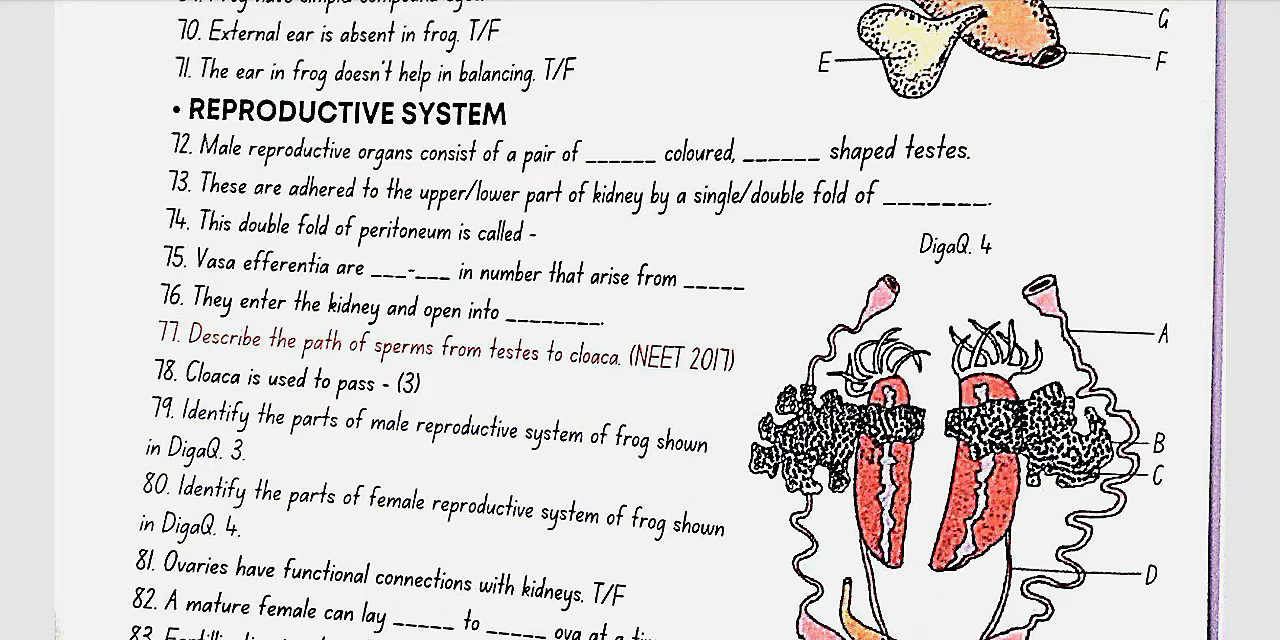 70. External ear is absent in frog. T/F
71. The ear in frog doesn't help in balancing. T/F
• REPRODUCTIVE SYSTEM
72. Male reproductive organs consist of a pair of ______ coloured, ______ shaped testes.
73. These are adhered to the upper/lower part of kidney by a single/double fold of ________.
74. This double fold of peritoneum is called -
75. Vasa efferentia are ___-___ in number that arise from _____
76. They enter the kidney and open into ________.
77. Describe the path of sperms from testes to cloaca. (NEET 2017)
78. Cloaca is used to pass - (3)
79. Identify the parts of male reproductive system of frog shown
in DigaQ. 3.
80. Identify the parts of female reproductive system of frog shown
in DigaQ. 4.
81. Ovaries have functional connections with kidneys. T/F
82. A mature female can lay _____ to _____ ova at a
83.
G
E
F
DigaQ. 4
A
B
C
D